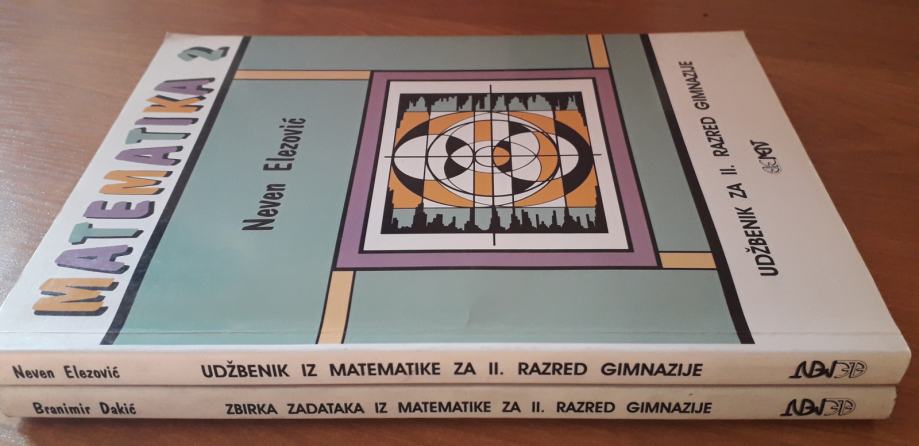 MATEMATIKA 2
Neven Elezović
UDŽBENIK ZA II. RAZRED GIMNAZIJE
Neven Elezović UDŽBENIK IZ MATEMATIKE ZA II. RAZRED GIMNAZIJE
Branimir Dakić ZBIRKA ZADATAKA IZ MATEMATIKE ZA II. RAZRED GIMNAZIJE